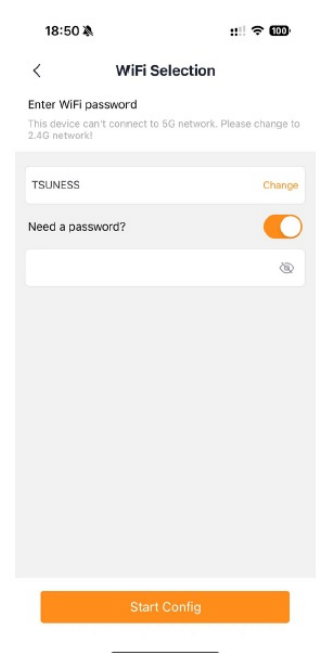 18:50
100
WiFi Selection
Enter WiFi password
This device can't connect to 5G network. Please change to
2.4G network!
TSUNESS
Change
Need a password?
Start Config